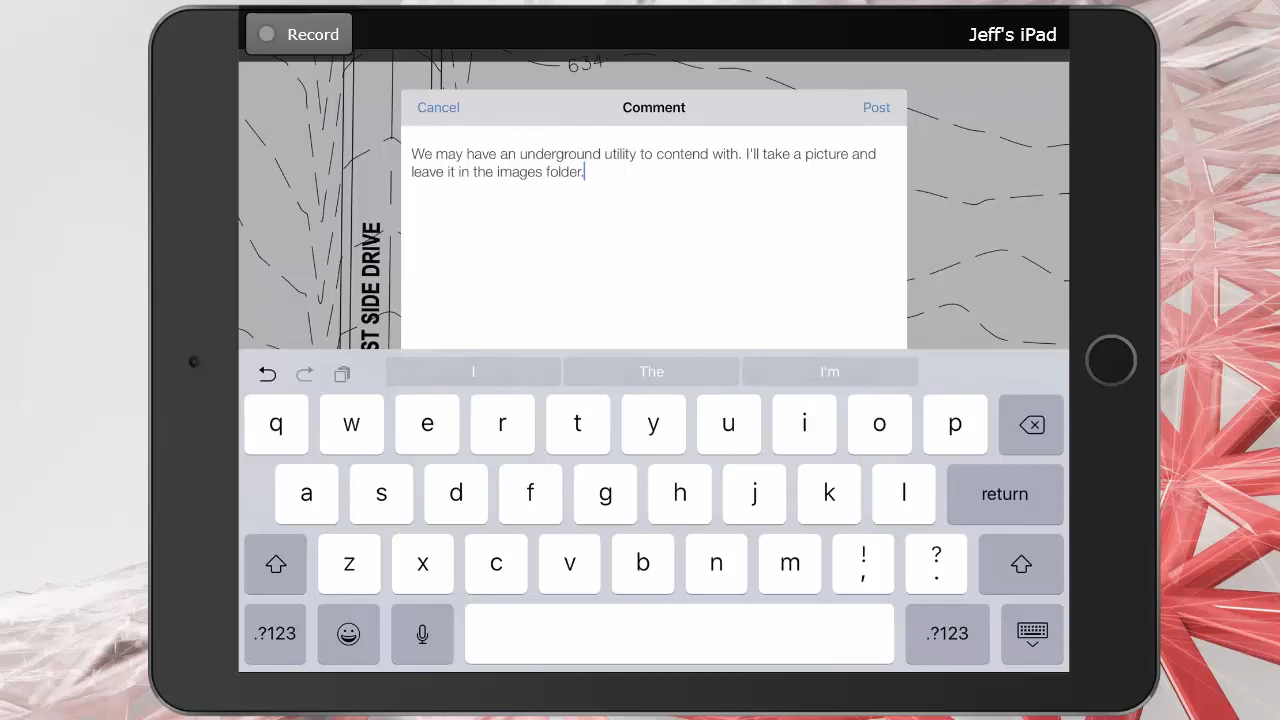 Record
Jeff's iPad
634
Cancel
Comment
Post
We may have an underground utility to contend with. I'll take a picture and
leave it in the images folder.
ST SIDE DRIVE
I
The
I'm
q w e r t y u i o p
a s d f g h j k l return
z x c v b n m ! , ? .
.?123 .?123